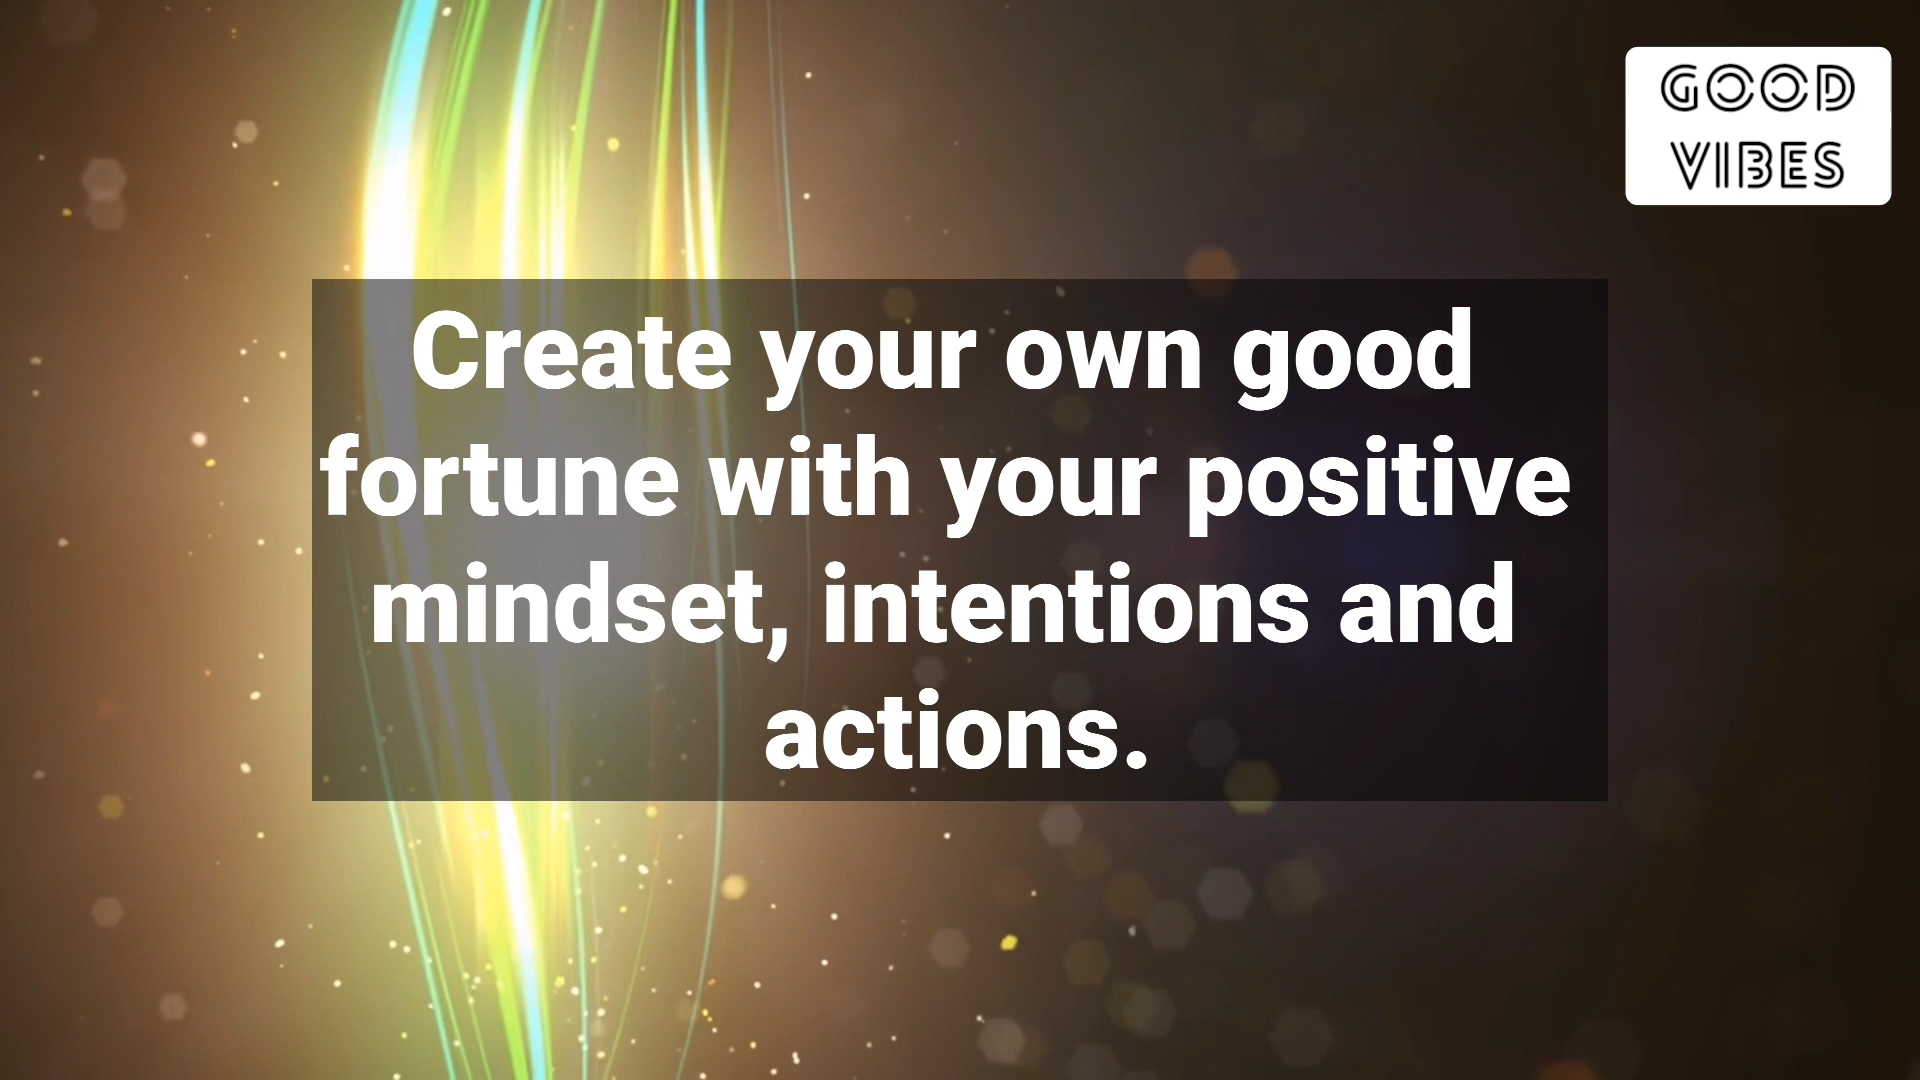 GOOD
VIBES
Create your own good
fortune with your positive
mindset, intentions and
actions.